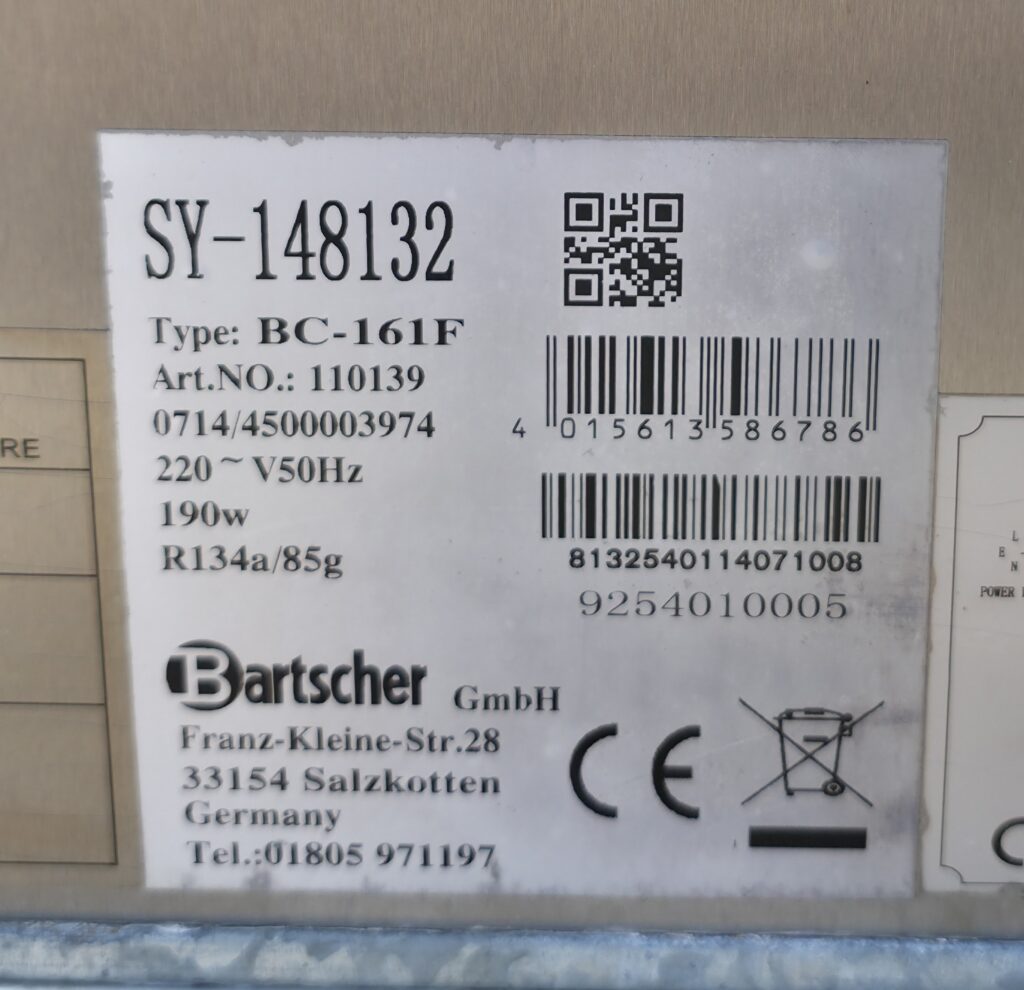 SY-148132
Type: BC-161F
Art.NO.: 110139
0714/4500003974
220~V50Hz
190w
R134a/85g
4 015613 586786
8132540114071008
9254010005
Bartscher GmbH
Franz-Kleine-Str.28
33154 Salzkotten
Germany
Tel.:01805 971197
CE
RE
L
E -
N
POWER